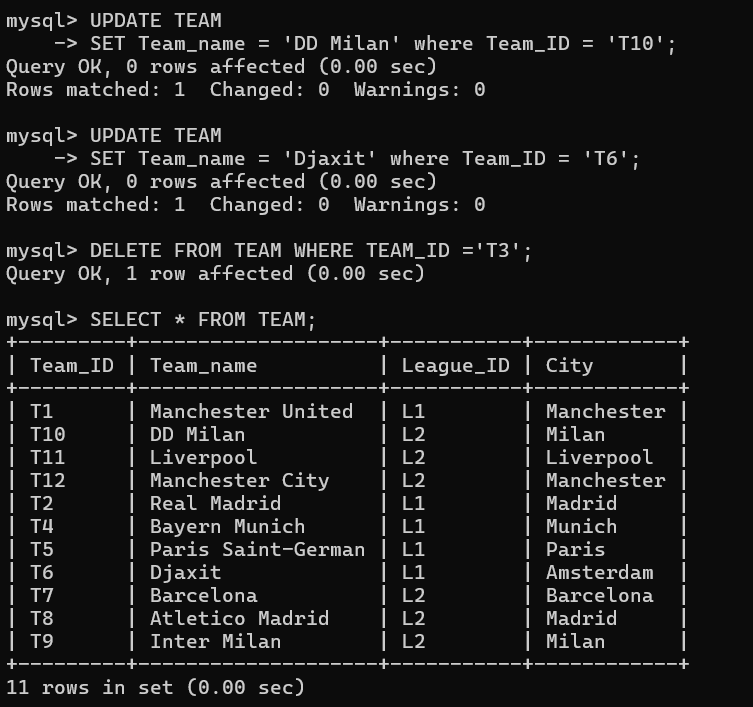 mysql> UPDATE TEAM
    -> SET Team_name = 'DD Milan' where Team_ID = 'T10';
Query OK, 0 rows affected (0.00 sec)
Rows matched: 1  Changed: 0  Warnings: 0

mysql> UPDATE TEAM
    -> SET Team_name = 'Djaxit' where Team_ID = 'T6';
Query OK, 0 rows affected (0.00 sec)
Rows matched: 1  Changed: 0  Warnings: 0

mysql> DELETE FROM TEAM WHERE TEAM_ID ='T3';
Query OK, 1 row affected (0.00 sec)

mysql> SELECT * FROM TEAM;
+---------+--------------------+-----------+------------+
| Team_ID | Team_name          | League_ID | City       |
+---------+--------------------+-----------+------------+
| T1      | Manchester United  | L1        | Manchester |
| T10     | DD Milan           | L2        | Milan      |
| T11     | Liverpool          | L2        | Liverpool  |
| T12     | Manchester City    | L2        | Manchester |
| T2      | Real Madrid        | L1        | Madrid     |
| T4      | Bayern Munich      | L1        | Munich     |
| T5      | Paris Saint-German | L1        | Paris      |
| T6      | Djaxit             | L1        | Amsterdam  |
| T7      | Barcelona          | L2        | Barcelona  |
| T8      | Atletico Madrid    | L2        | Madrid     |
| T9      | Inter Milan        | L2        | Milan      |
+---------+--------------------+-----------+------------+
11 rows in set (0.00 sec)